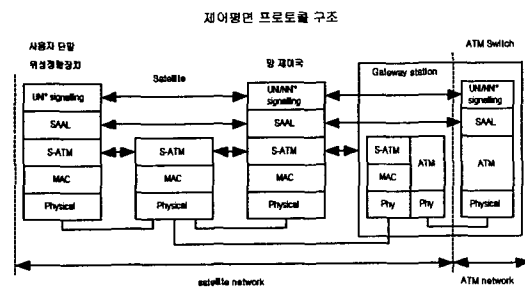 제어평면 프로토콜 구조
사용자 단말
위성정합장치
Satellite
망 제어국
Gateway station
ATM Switch
UNI* signalling
SAAL
S-ATM
MAC
Physical
S-ATM
MAC
Physical
UNI/NNI*
signalling
SAAL
S-ATM
MAC
Physical
S-ATM
MAC
Phy
ATM
Phy
UNI/NNI*
signalling
SAAL
ATM
Physical
satellite network
ATM network